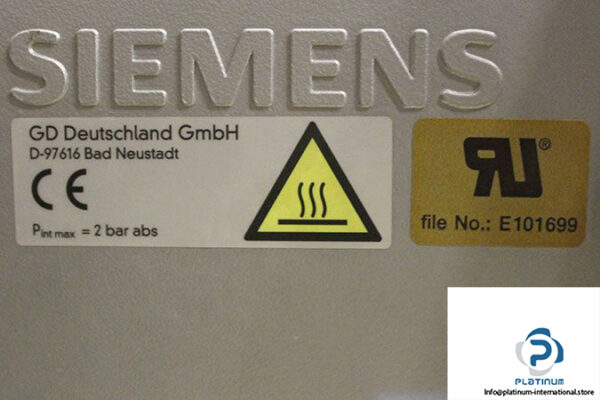 SIEMENS
GD Deutschland GmbH
D-97616 Bad Neustadt
CE
Pint max = 2 bar abs
RU®
file No.: E101699
P
PLATINUM
Info@platinum-international.store